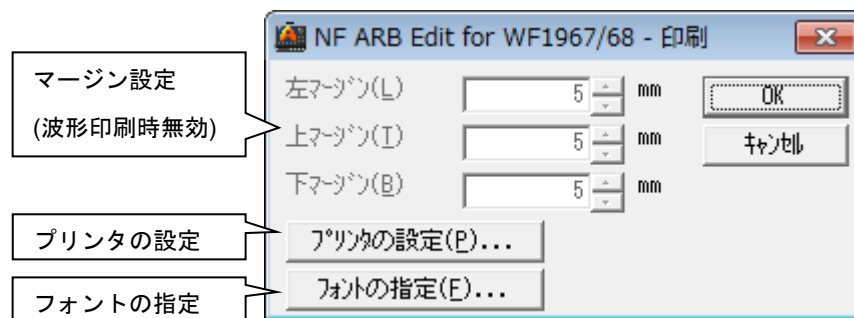 NF ARB Edit for WF1967/68 - 印刷
マージン設定
(波形印刷時無効)
左ﾏｰｼﾞﾝ(L) 5 mm
OK
上ﾏｰｼﾞﾝ(T) 5 mm
ｷｬﾝｾﾙ
下ﾏｰｼﾞﾝ(B) 5 mm
プリンタの設定
ﾌﾟﾘﾝﾀの設定(P)...
フォントの指定
ﾌｫﾝﾄの指定(F)...